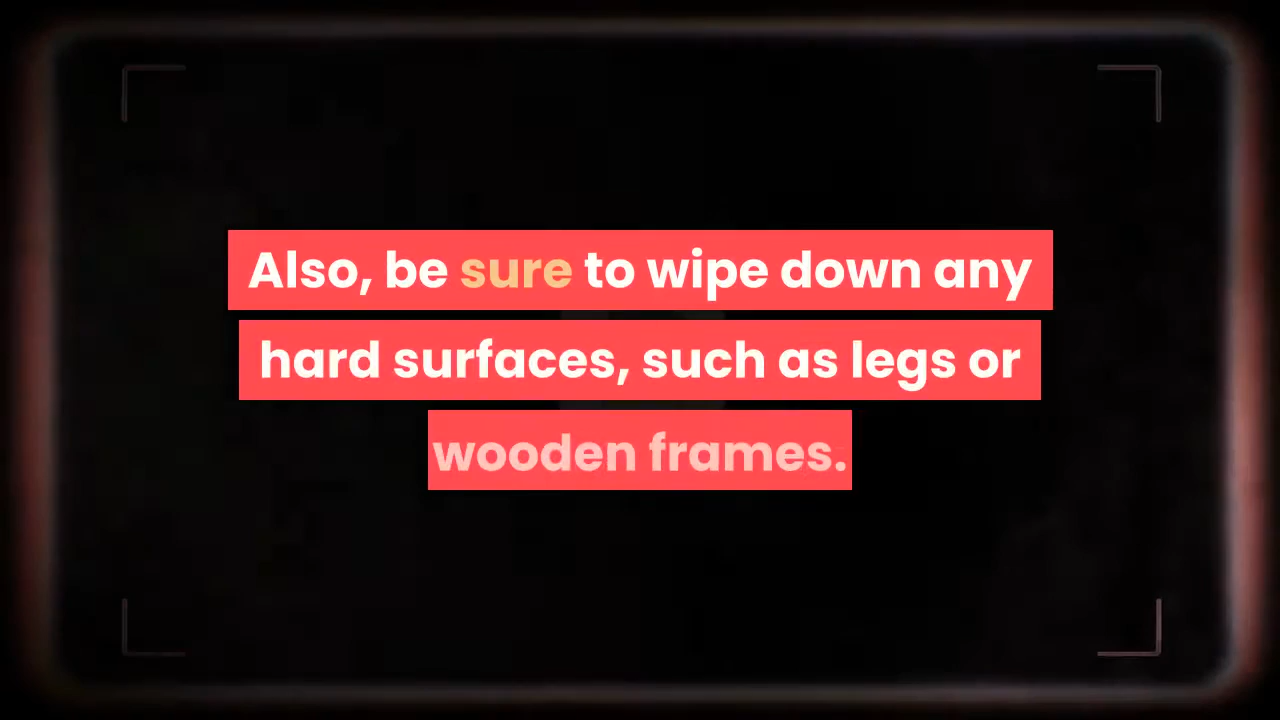 Also, be sure to wipe down any
hard surfaces, such as legs or
wooden frames.